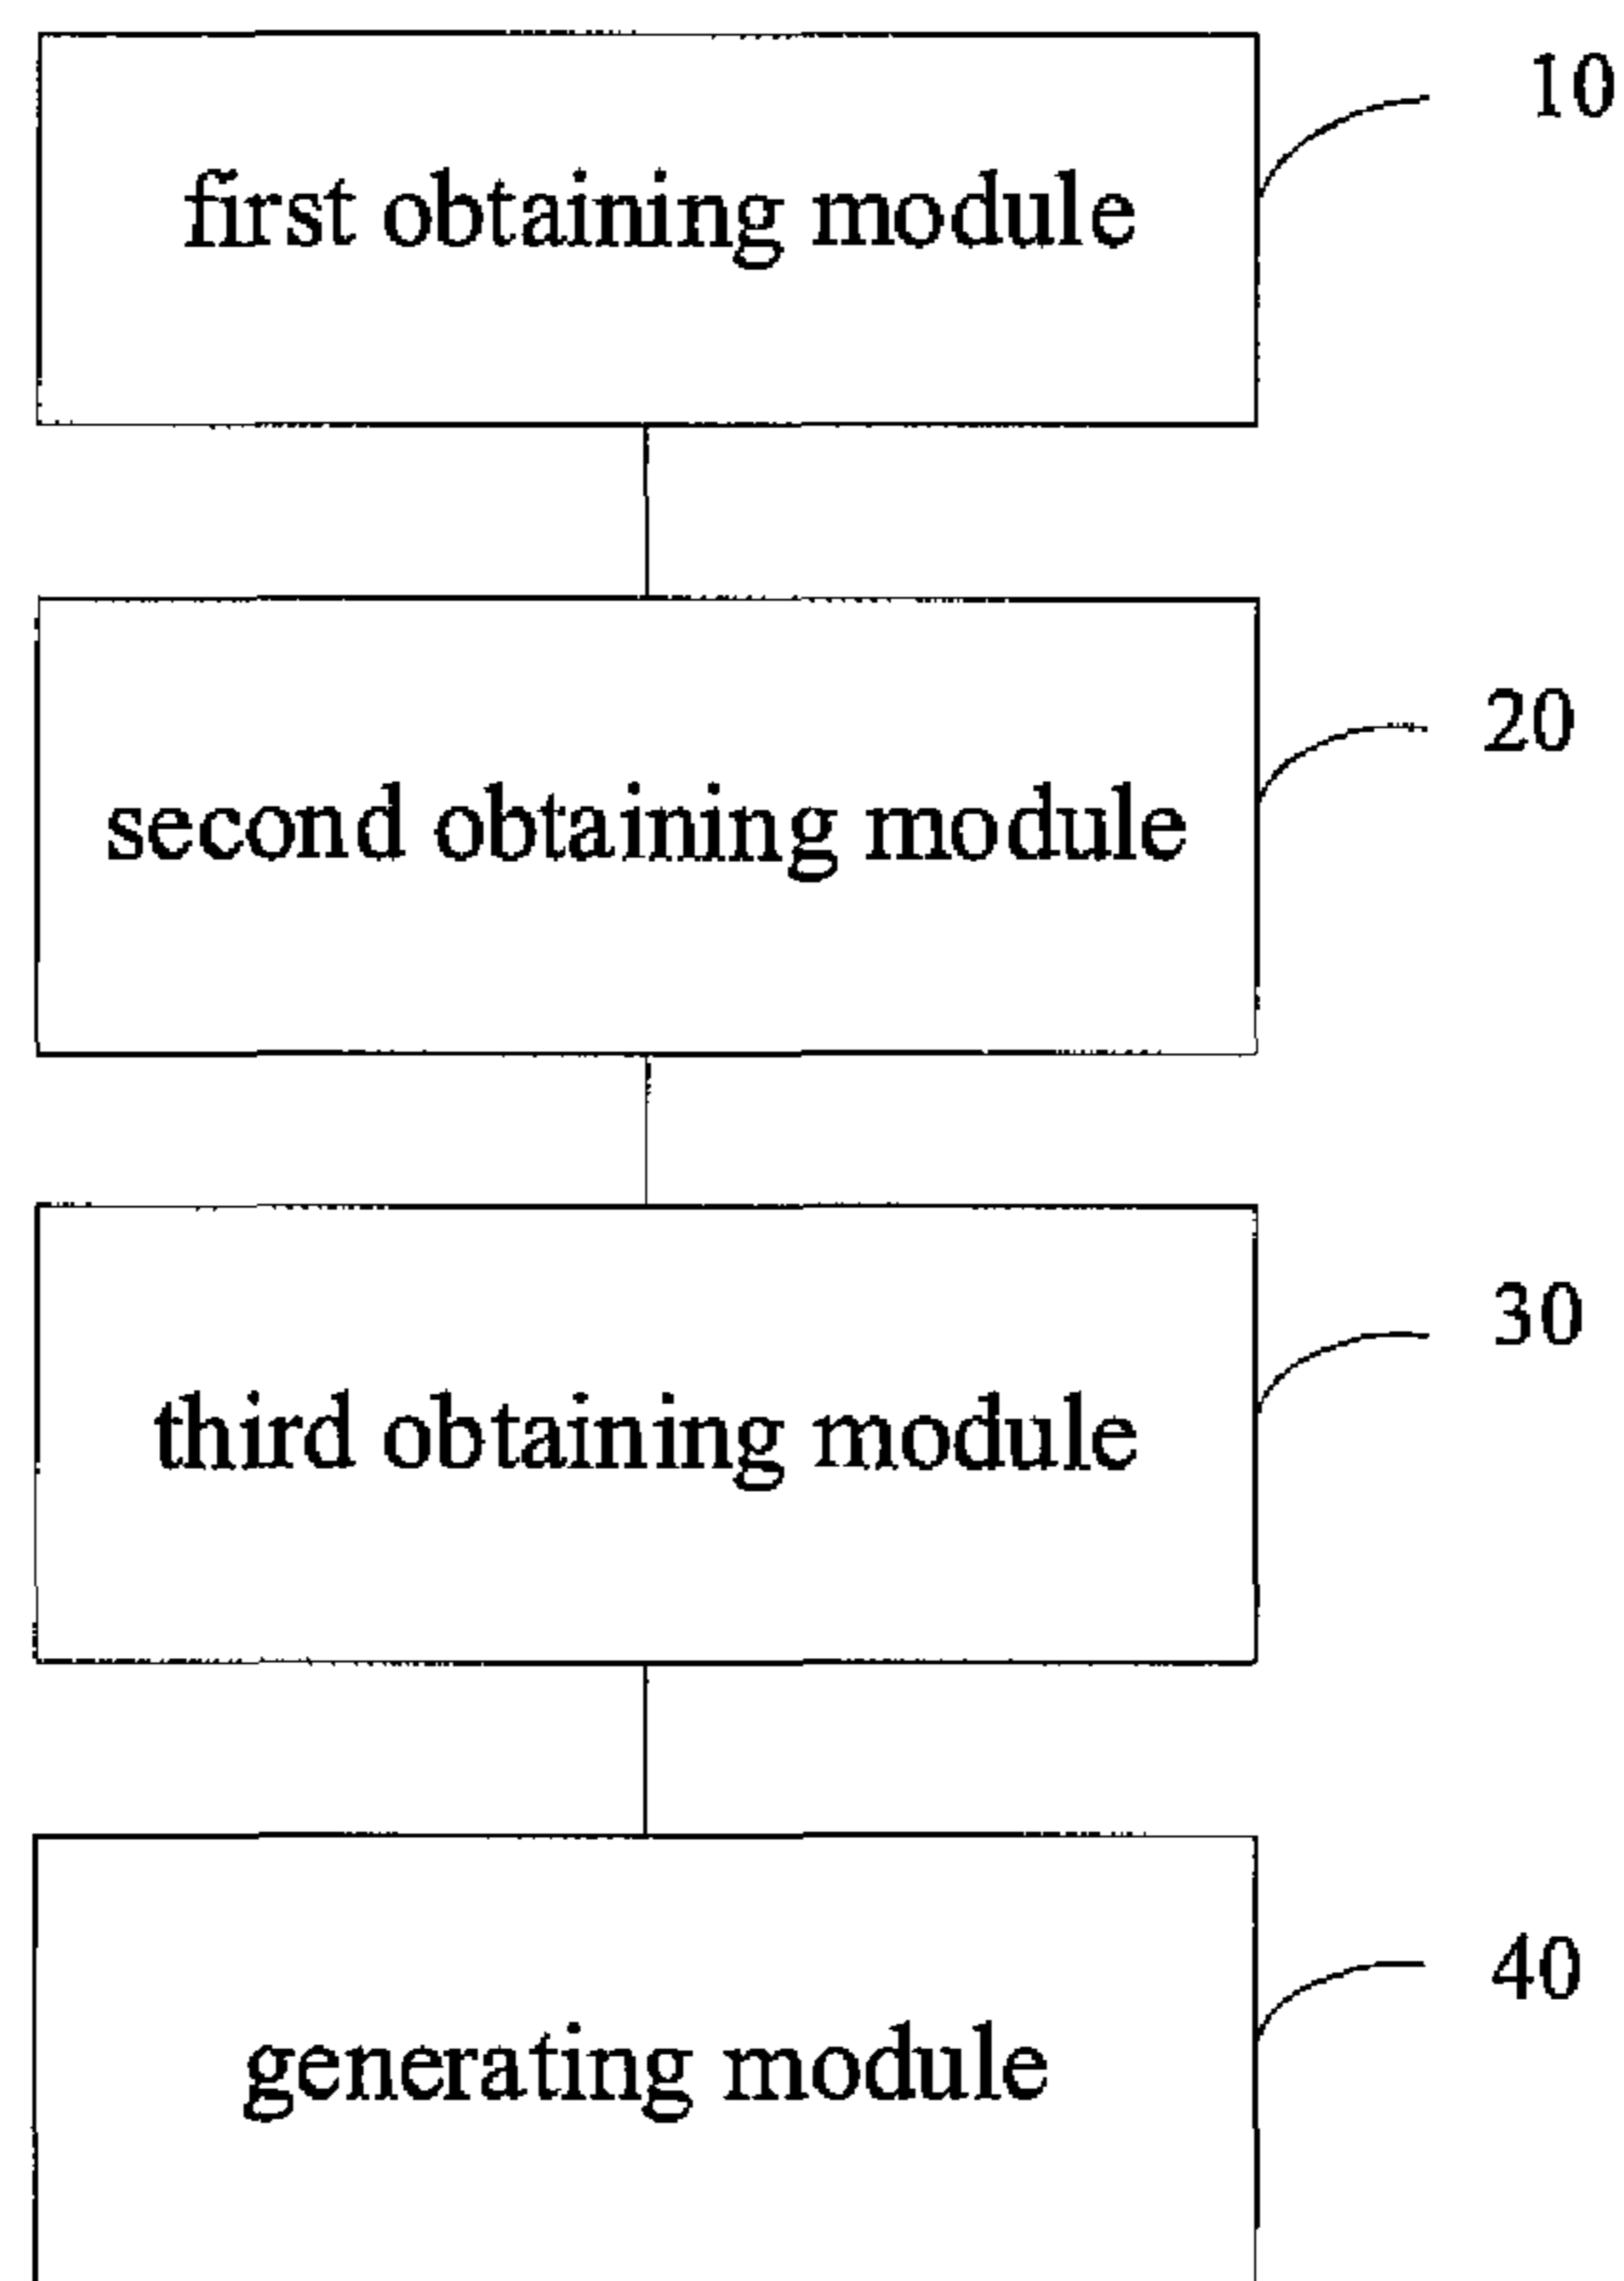 10
first obtaining module
20
second obtaining module
30
third obtaining module
40
generating module